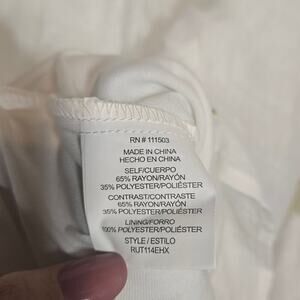 RN # 111503
MADE IN CHINA
HECHO EN CHINA
SELF/CUERPO
65% RAYON/RAYÓN
35% POLYESTER/POLIÉSTER
CONTRAST/CONTRASTE
65% RAYON/RAYÓN
35% POLYESTER/POLIÉSTER
LINING/FORRO
100% POLYESTER/POLIÉSTER
STYLE / ESTILO
RUT114EHX